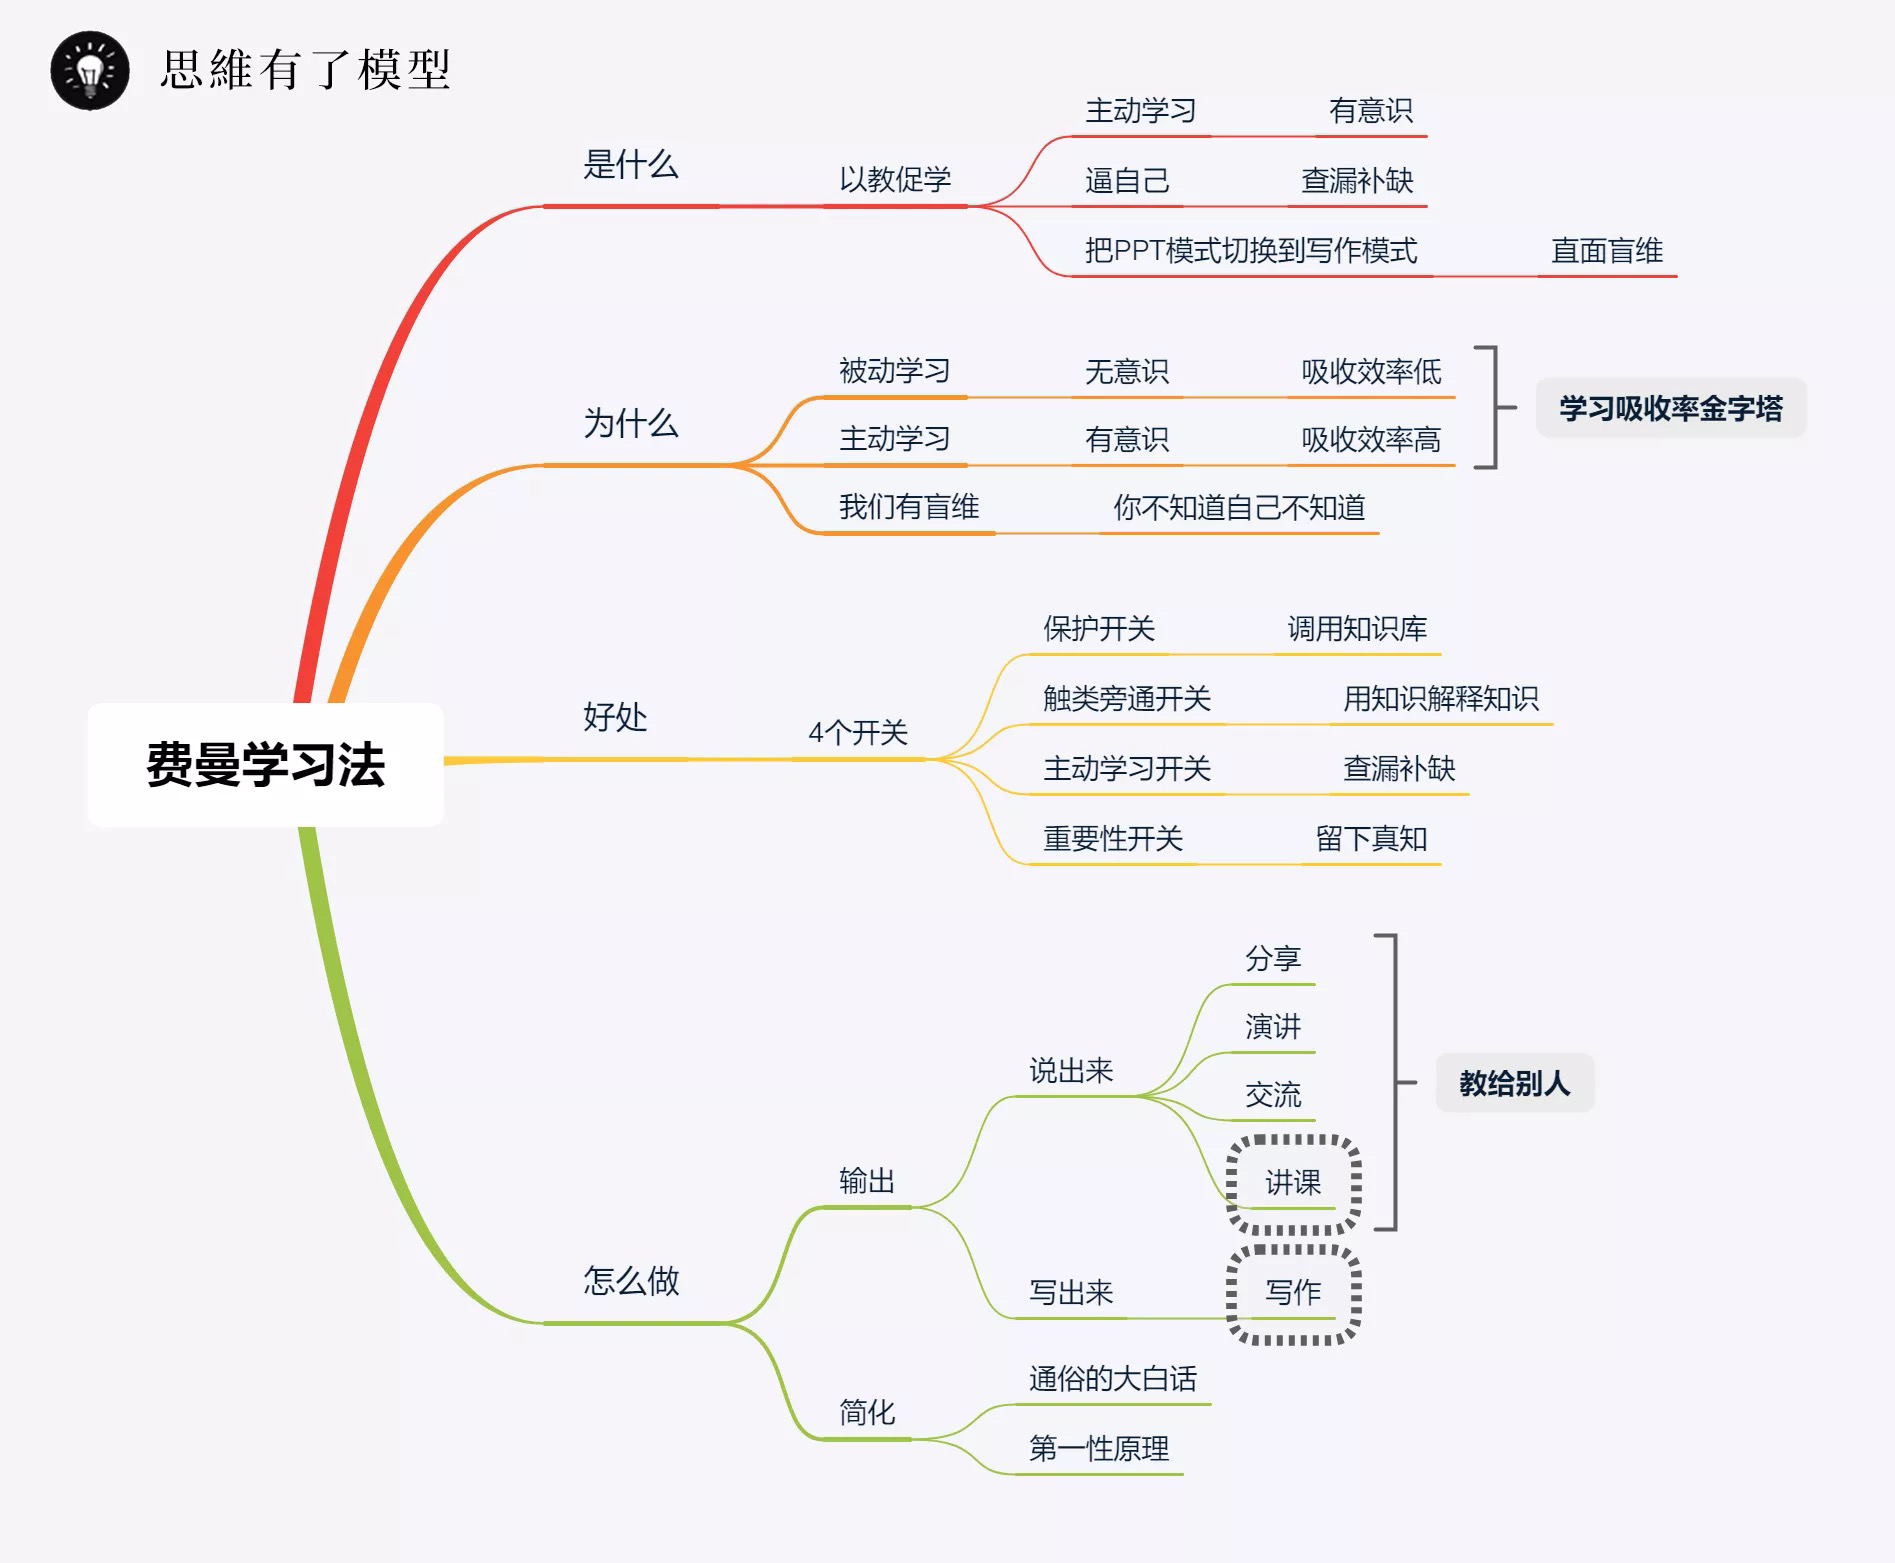 思維有了模型
费曼学习法
是什么
以教促学
主动学习 有意识
逼自己 查漏补缺
把PPT模式切换到写作模式 直面盲维
为什么
被动学习 无意识 吸收效率低
主动学习 有意识 吸收效率高
学习吸收率金字塔
我们有盲维 你不知道自己不知道
好处
4个开关
保护开关 调用知识库
触类旁通开关 用知识解释知识
主动学习开关 查漏补缺
重要性开关 留下真知
怎么做
输出
说出来
分享
演讲
交流
讲课
教给别人
写出来 写作
简化
通俗的大白话
第一性原理